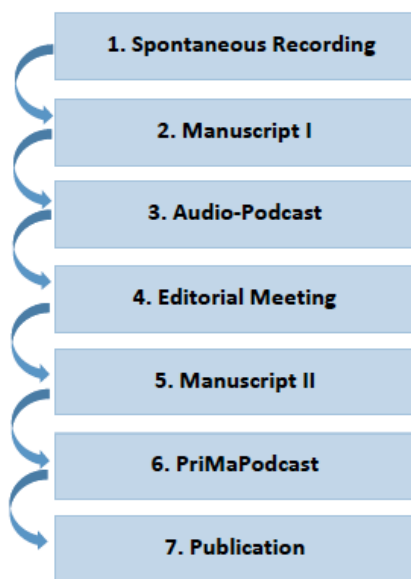 1. Spontaneous Recording
2. Manuscript I
3. Audio-Podcast
4. Editorial Meeting
5. Manuscript II
6. PriMaPodcast
7. Publication